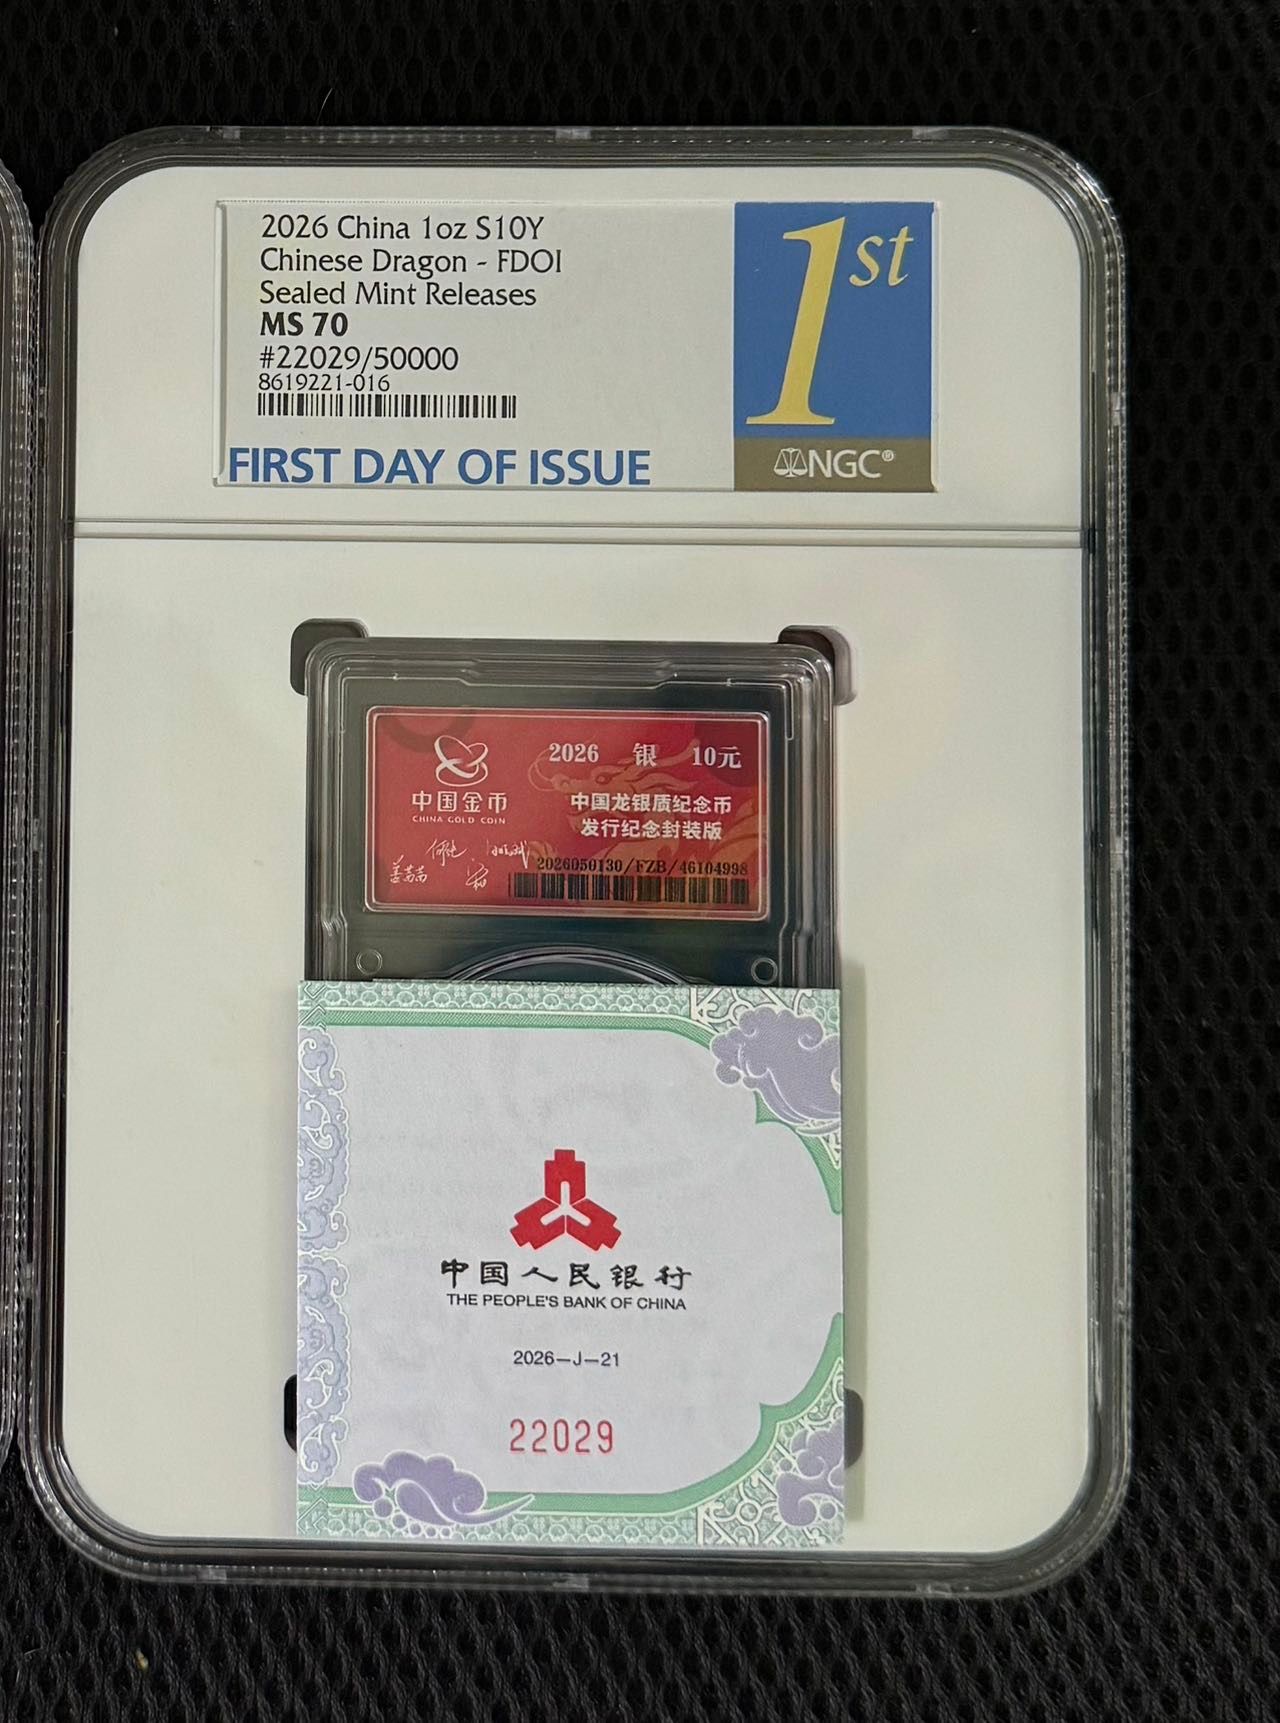 2026 China 1oz S10Y
Chinese Dragon - FDOI
Sealed Mint Releases
MS 70
#22029/50000
8619221-016
FIRST DAY OF ISSUE
1st
NGC®
中国金币
CHINA GOLD COIN
2026 银 10元
中国龙银质纪念币
发行纪念封装版
2026050130/FZB/46104998
中国人民银行
THE PEOPLE'S BANK OF CHINA
2026—J—21
22029